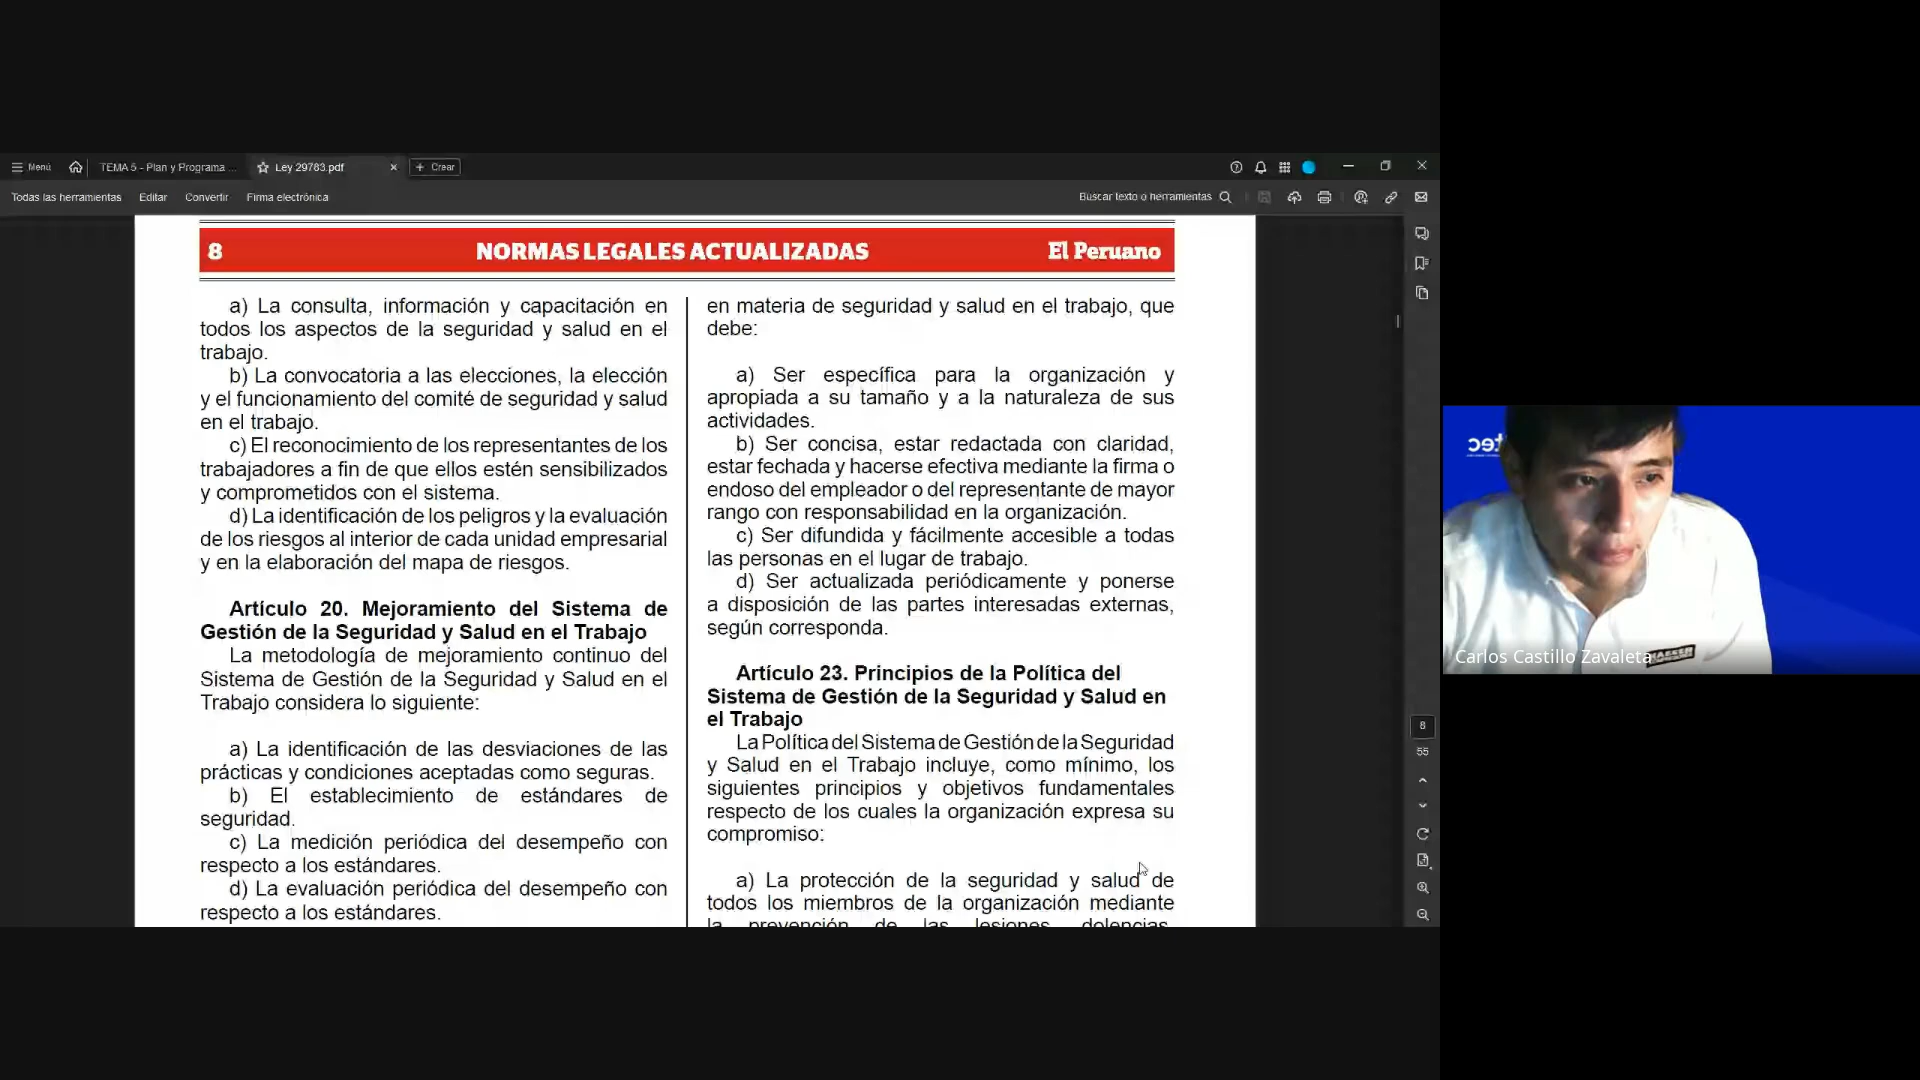 Menú
TEMA 5 - Plan y Programa ...
Ley 29783.pdf
Crear
Todas las herramientas
Editar
Convertir
Firma electrónica
Buscar texto o herramientas
8
NORMAS LEGALES ACTUALIZADAS
El Peruano
a) La consulta, información y capacitación en
todos los aspectos de la seguridad y salud en el
trabajo.
b) La convocatoria a las elecciones, la elección
y el funcionamiento del comité de seguridad y salud
en el trabajo.
c) El reconocimiento de los representantes de los
trabajadores a fin de que ellos estén sensibilizados
y comprometidos con el sistema.
d) La identificación de los peligros y la evaluación
de los riesgos al interior de cada unidad empresarial
y en la elaboración del mapa de riesgos.
Artículo 20. Mejoramiento del Sistema de
Gestión de la Seguridad y Salud en el Trabajo
La metodología de mejoramiento continuo del
Sistema de Gestión de la Seguridad y Salud en el
Trabajo considera lo siguiente:
a) La identificación de las desviaciones de las
prácticas y condiciones aceptadas como seguras.
b) El establecimiento de estándares de
seguridad.
c) La medición periódica del desempeño con
respecto a los estándares.
d) La evaluación periódica del desempeño con
respecto a los estándares.
en materia de seguridad y salud en el trabajo, que
debe:
a) Ser específica para la organización y
apropiada a su tamaño y a la naturaleza de sus
actividades.
b) Ser concisa, estar redactada con claridad,
estar fechada y hacerse efectiva mediante la firma o
endoso del empleador o del representante de mayor
rango con responsabilidad en la organización.
c) Ser difundida y fácilmente accesible a todas
las personas en el lugar de trabajo.
d) Ser actualizada periódicamente y ponerse
a disposición de las partes interesadas externas,
según corresponda.
Artículo 23. Principios de la Política del
Sistema de Gestión de la Seguridad y Salud en
el Trabajo
La Política del Sistema de Gestión de la Seguridad
y Salud en el Trabajo incluye, como mínimo, los
siguientes principios y objetivos fundamentales
respecto de los cuales la organización expresa su
compromiso:
a) La protección de la seguridad y salud de
todos los miembros de la organización mediante
la prevención de las lesiones, dolencias,
8
55
Carlos Castillo Zavaleta